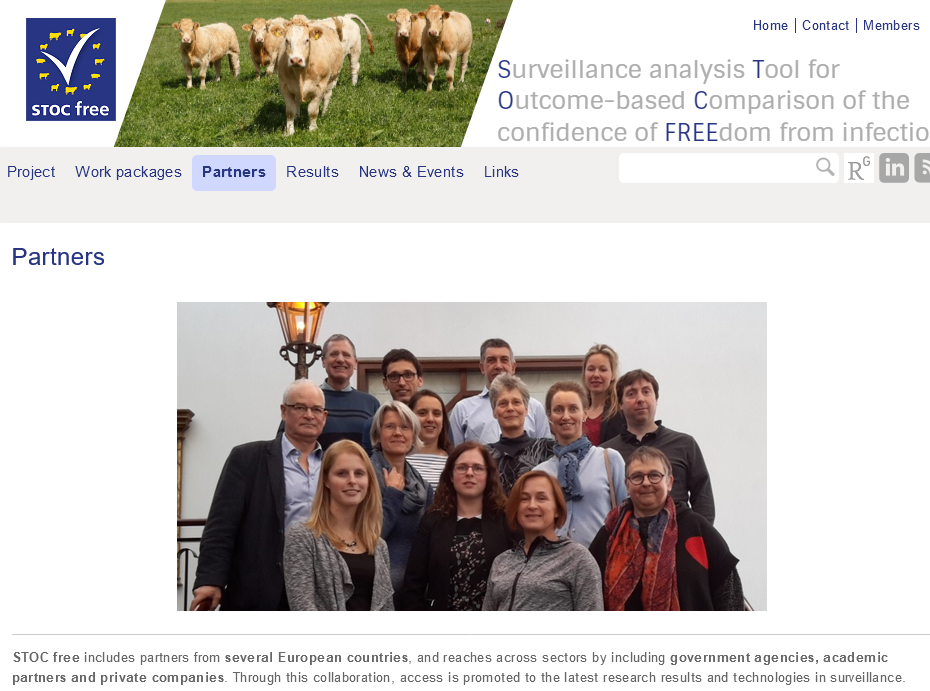 STOC free
Home | Contact | Members
Surveillance analysis Tool for
Outcome-based Comparison of the
confidence of FREEdom from infectio
Project Work packages Partners Results News & Events Links
RG in
Partners
STOC free includes partners from several European countries, and reaches across sectors by including government agencies, academic
partners and private companies. Through this collaboration, access is promoted to the latest research results and technologies in surveillance.